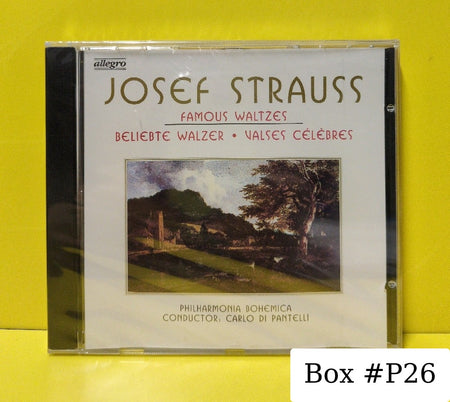 allegro
JOSEF STRAUSS
FAMOUS WALTZES
BELIEBTE WALZER • VALSES CÉLÈBRES
PHILHARMONIA BOHEMICA
CONDUCTOR: CARLO DI PANTELLI
Box #P26